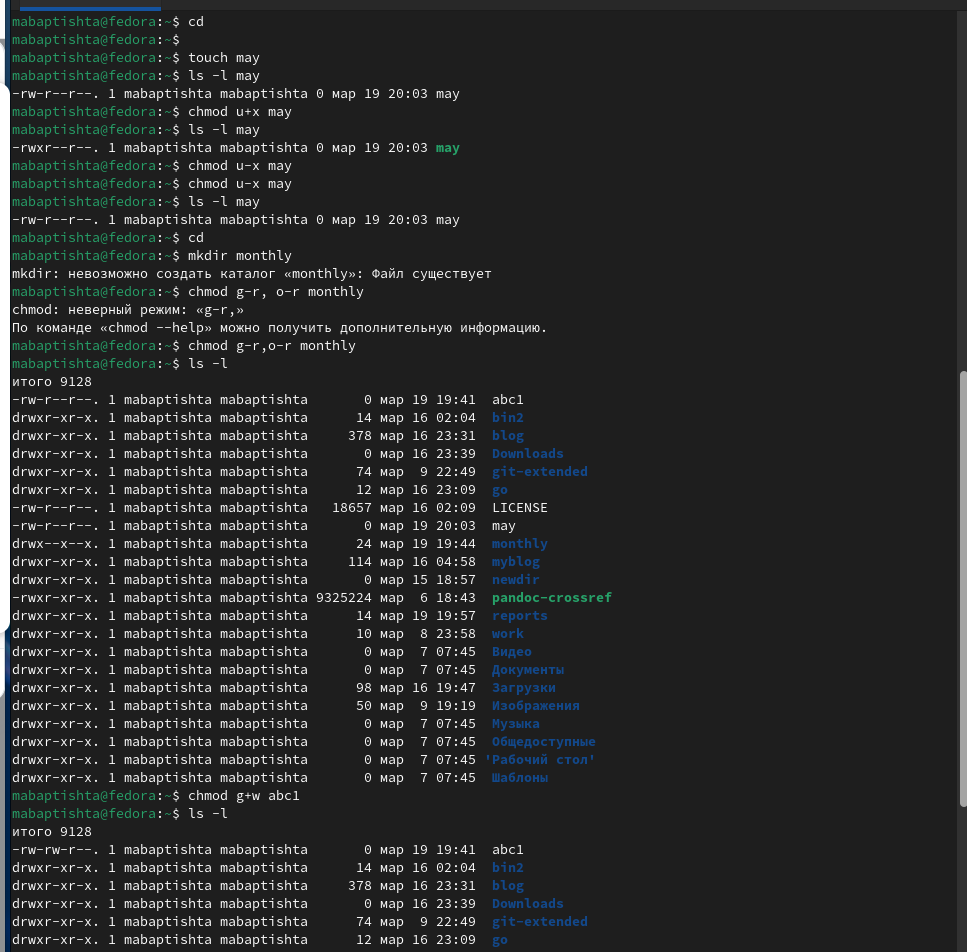 mabaptishta@fedora:~$ cd
mabaptishta@fedora:~$
mabaptishta@fedora:~$ touch may
mabaptishta@fedora:~$ ls -l may
-rw-r--r--. 1 mabaptishta mabaptishta 0 мар 19 20:03 may
mabaptishta@fedora:~$ chmod u+x may
mabaptishta@fedora:~$ ls -l may
-rwxr--r--. 1 mabaptishta mabaptishta 0 мар 19 20:03 may
mabaptishta@fedora:~$ chmod u-x may
mabaptishta@fedora:~$ chmod u-x may
mabaptishta@fedora:~$ ls -l may
-rw-r--r--. 1 mabaptishta mabaptishta 0 мар 19 20:03 may
mabaptishta@fedora:~$ cd
mabaptishta@fedora:~$ mkdir monthly
mkdir: невозможно создать каталог «monthly»: Файл существует
mabaptishta@fedora:~$ chmod g-r, o-r monthly
chmod: неверный режим: «g-r,»
По команде «chmod --help» можно получить дополнительную информацию.
mabaptishta@fedora:~$ chmod g-r,o-r monthly
mabaptishta@fedora:~$ ls -l
итого 9128
-rw-r--r--. 1 mabaptishta mabaptishta       0 мар 19 19:41  abc1
drwxr-xr-x. 1 mabaptishta mabaptishta      14 мар 16 02:04  bin2
drwxr-xr-x. 1 mabaptishta mabaptishta     378 мар 16 23:31  blog
drwxr-xr-x. 1 mabaptishta mabaptishta       0 мар 16 23:39  Downloads
drwxr-xr-x. 1 mabaptishta mabaptishta      74 мар  9 22:49  git-extended
drwxr-xr-x. 1 mabaptishta mabaptishta      12 мар 16 23:09  go
-rw-r--r--. 1 mabaptishta mabaptishta   18657 мар 16 02:09  LICENSE
-rw-r--r--. 1 mabaptishta mabaptishta       0 мар 19 20:03  may
drwx--x--x. 1 mabaptishta mabaptishta      24 мар 19 19:44  monthly
drwxr-xr-x. 1 mabaptishta mabaptishta     114 мар 16 04:58  myblog
drwxr-xr-x. 1 mabaptishta mabaptishta       0 мар 15 18:57  newdir
-rwxr-xr-x. 1 mabaptishta mabaptishta 9325224 мар  6 18:43  pandoc-crossref
drwxr-xr-x. 1 mabaptishta mabaptishta      14 мар 19 19:57  reports
drwxr-xr-x. 1 mabaptishta mabaptishta      10 мар  8 23:58  work
drwxr-xr-x. 1 mabaptishta mabaptishta       0 мар  7 07:45  Видео
drwxr-xr-x. 1 mabaptishta mabaptishta       0 мар  7 07:45  Документы
drwxr-xr-x. 1 mabaptishta mabaptishta      98 мар 16 19:47  Загрузки
drwxr-xr-x. 1 mabaptishta mabaptishta      50 мар  9 19:19  Изображения
drwxr-xr-x. 1 mabaptishta mabaptishta       0 мар  7 07:45  Музыка
drwxr-xr-x. 1 mabaptishta mabaptishta       0 мар  7 07:45  Общедоступные
drwxr-xr-x. 1 mabaptishta mabaptishta       0 мар  7 07:45 'Рабочий стол'
drwxr-xr-x. 1 mabaptishta mabaptishta       0 мар  7 07:45  Шаблоны
mabaptishta@fedora:~$ chmod g+w abc1
mabaptishta@fedora:~$ ls -l
итого 9128
-rw-rw-r--. 1 mabaptishta mabaptishta       0 мар 19 19:41  abc1
drwxr-xr-x. 1 mabaptishta mabaptishta      14 мар 16 02:04  bin2
drwxr-xr-x. 1 mabaptishta mabaptishta     378 мар 16 23:31  blog
drwxr-xr-x. 1 mabaptishta mabaptishta       0 мар 16 23:39  Downloads
drwxr-xr-x. 1 mabaptishta mabaptishta      74 мар  9 22:49  git-extended
drwxr-xr-x. 1 mabaptishta mabaptishta      12 мар 16 23:09  go